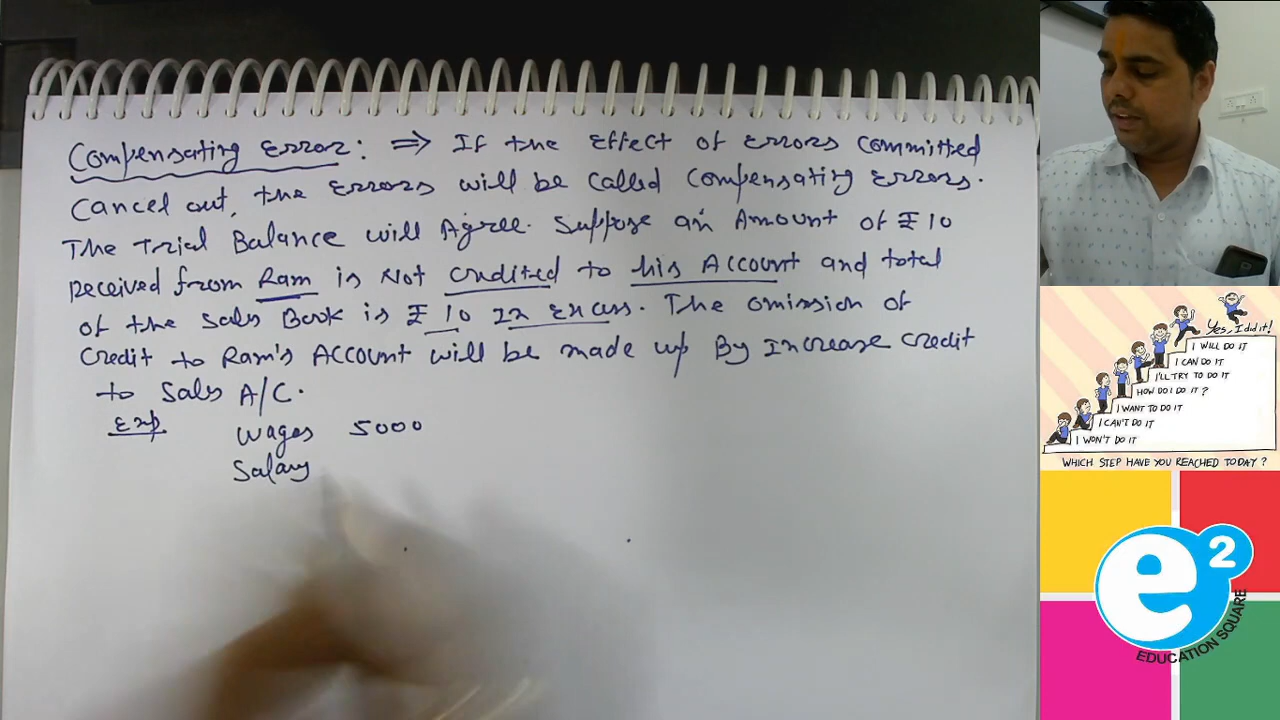 Compensating Error : ⇒ If the Effect of Errors committed
Cancel out, the Errors will be called Compensating Errors.
The Trial Balance will Agree. Suppose an Amount of ₹ 10
received from Ram is Not credited to his Account and total
of the Sales Book is ₹ 10 In Excess. The omission of
Credit to Ram's Account will be made up By Increase credit
to Sales A/C.
Exp
Wages 5000
Salary
Yes, I did it!
I WILL DO IT
I CAN DO IT
I'LL TRY TO DO IT
HOW DO I DO IT?
I WANT TO DO IT
I CAN'T DO IT
I WON'T DO IT
WHICH STEP HAVE YOU REACHED TODAY?
e2
EDUCATION SQUARE